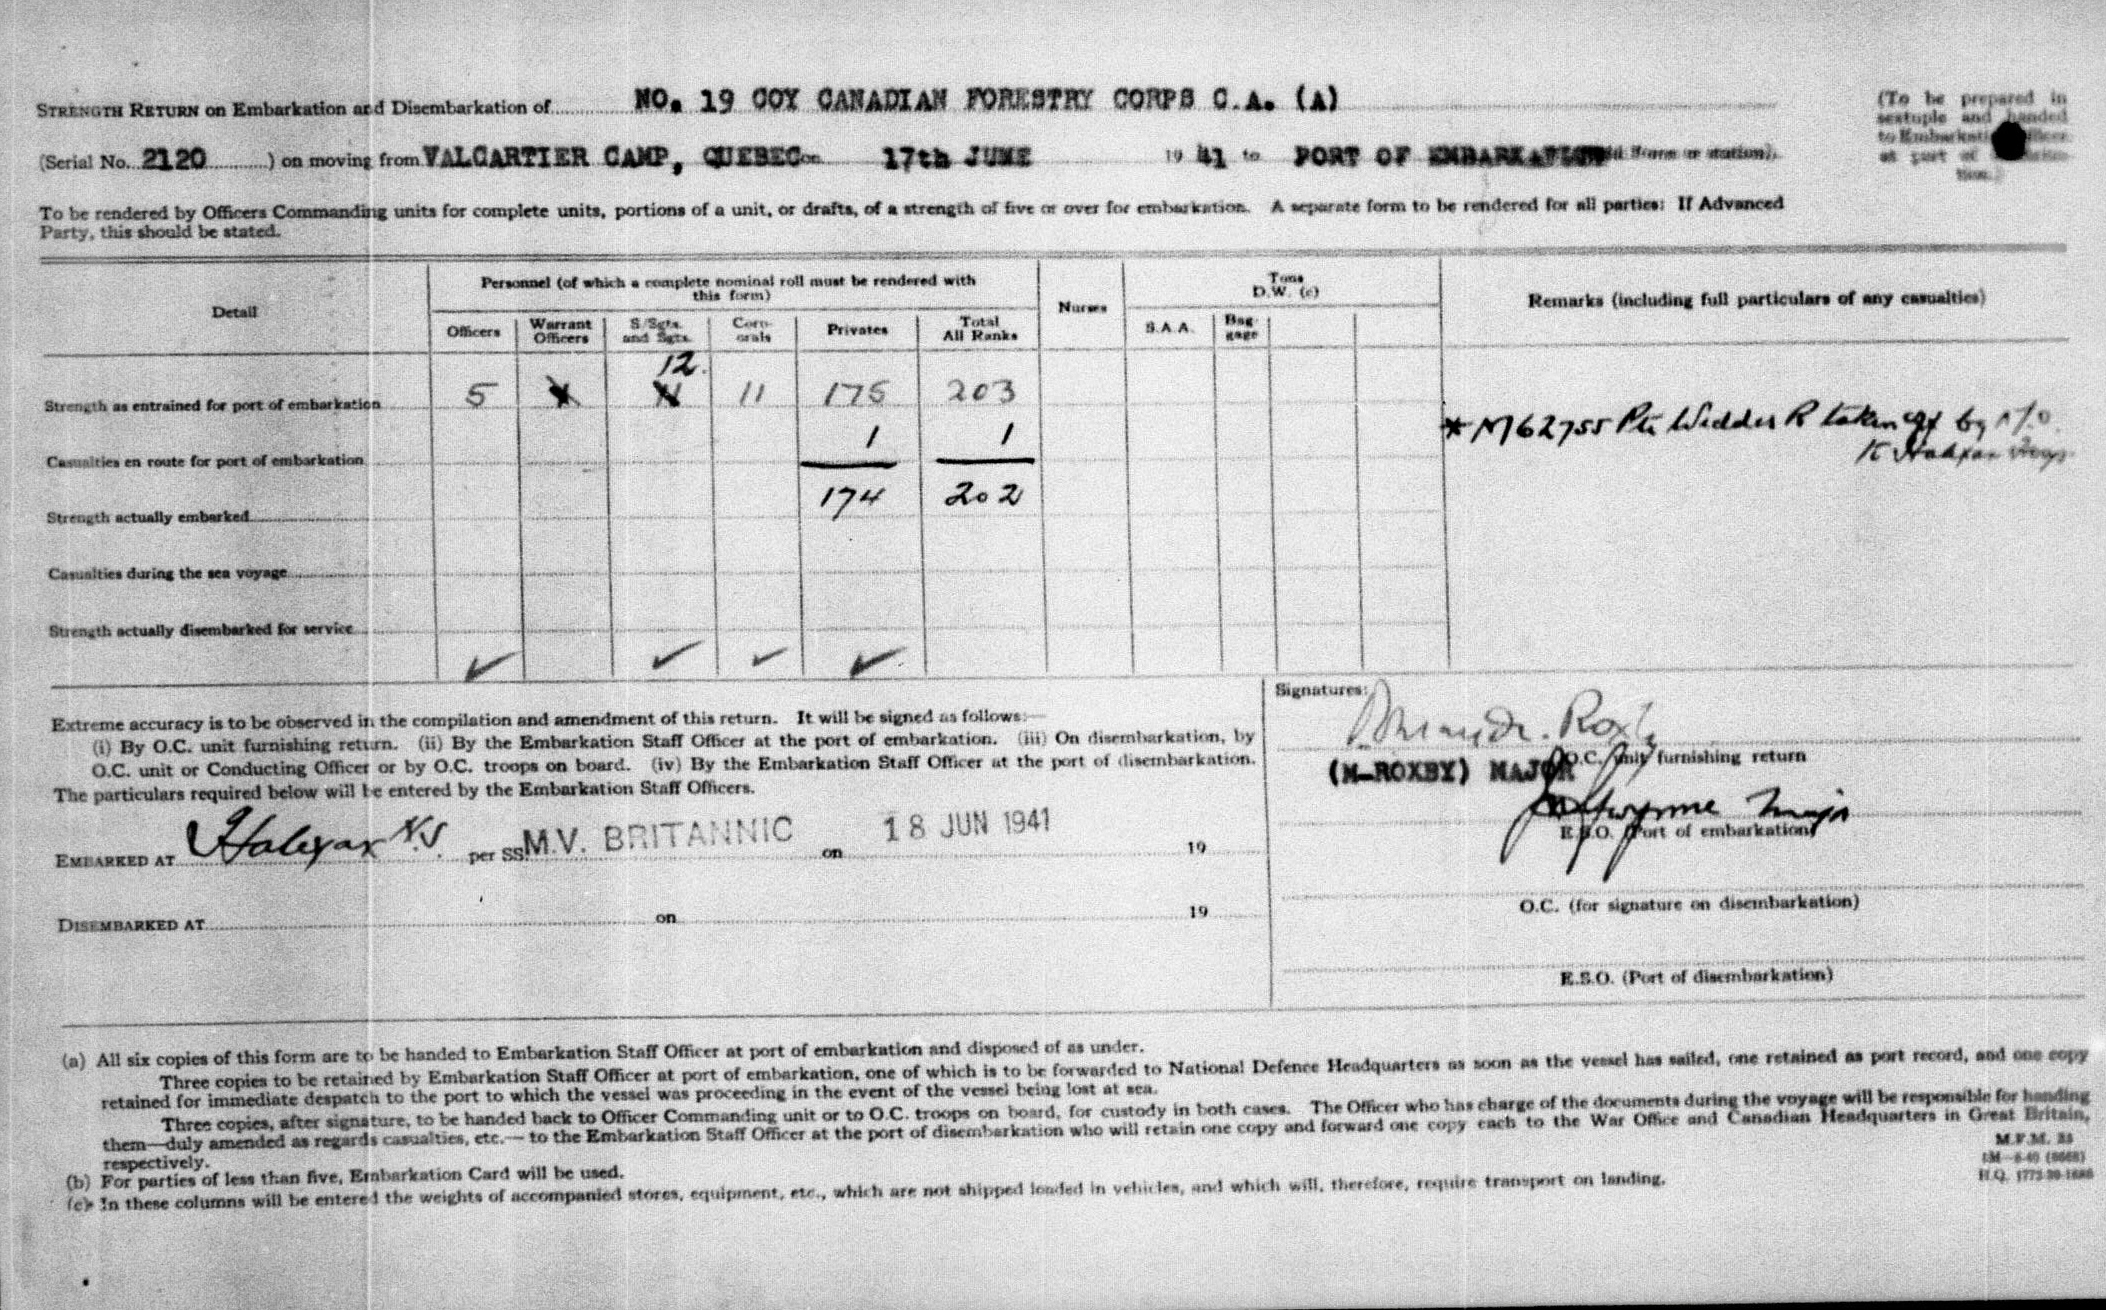 STRENGTH RETURN on Embarkation and Disembarkation of NO. 19 COY CANADIAN FORESTRY CORPS C.A. (A)
(To be prepared in
sextuple and handed
to Embarkation Officer
at port of
(Serial No. 2120 ) on moving from VALCARTIER CAMP, QUEBEC on 17th JUNE 19 41 to PORT OF EMBARKATION
To be rendered by Officers Commanding units for complete units, portions of a unit, or drafts, of a strength of five or over for embarkation. A separate form to be rendered for all parties: If Advanced
Party, this should be stated.
Detail
Personnel (of which a complete nominal roll must be rendered with
this form)
Nurses
Tons
D.W. (c)
Remarks (including full particulars of any casualties)
Officers
Warrant
Officers
S/Sgts.
and Sgts.
Corp-
orals
Privates
Total
All Ranks
S.A.A.
Bag-
gage
12.
Strength as entrained for port of embarkation 5 11 175 203
* M62755 Pte Widder R taken off by M.O.
Casualties en route for port of embarkation 1 1
174 202
Strength actually embarked
Casualties during the sea voyage
Strength actually disembarked for service
Extreme accuracy is to be observed in the compilation and amendment of this return. It will be signed as follows:—
(i) By O.C. unit furnishing return. (ii) By the Embarkation Staff Officer at the port of embarkation. (iii) On disembarkation, by
O.C. unit or Conducting Officer or by O.C. troops on board. (iv) By the Embarkation Staff Officer at the port of disembarkation.
The particulars required below will be entered by the Embarkation Staff Officers.
EMBARKED AT Halifax N.S. per SS. M.V. BRITANNIC on 18 JUN 1941 19
DISEMBARKED AT on 19
Signatures:
Roxby
O.C. unit furnishing return
(M-ROXBY) MAJOR
Major
E.S.O. (Port of embarkation)
O.C. (for signature on disembarkation)
E.S.O. (Port of disembarkation)
(a) All six copies of this form are to be handed to Embarkation Staff Officer at port of embarkation and disposed of as under.
Three copies to be retained by Embarkation Staff Officer at port of embarkation, one of which is to be forwarded to National Defence Headquarters as soon as the vessel has sailed, one retained as port record, and one copy
retained for immediate despatch to the port to which the vessel was proceeding in the event of the vessel being lost at sea.
Three copies, after signature, to be handed back to Officer Commanding unit or to O.C. troops on board, for custody in both cases. The Officer who has charge of the documents during the voyage will be responsible for handing
them—duly amended as regards casualties, etc.— to the Embarkation Staff Officer at the port of disembarkation who will retain one copy and forward one copy each to the War Office and Canadian Headquarters in Great Britain,
respectively.
(b) For parties of less than five, Embarkation Card will be used.
(c) In these columns will be entered the weights of accompanied stores, equipment, etc., which are not shipped loaded in vehicles, and which will, therefore, require transport on landing.
M.F.M. 23
H.Q. 1772-39-1686